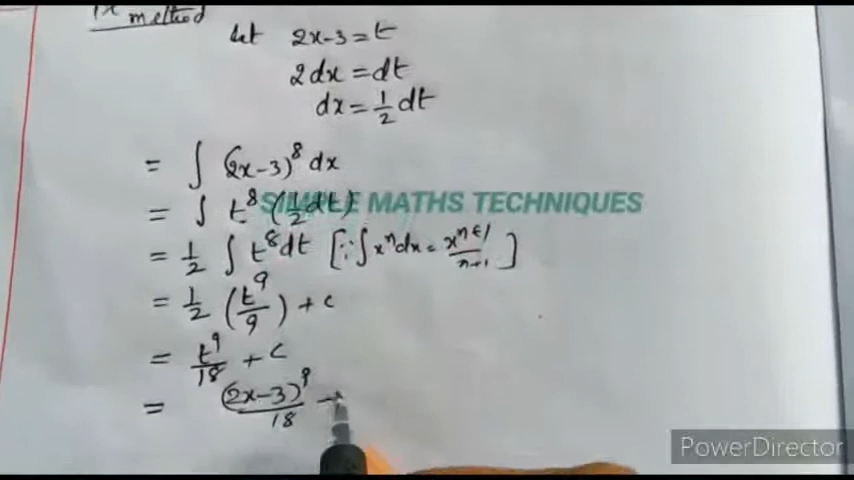 Ix method
let 2x-3=t
2dx=dt
dx=1/2 dt
= ∫ (2x-3)^8 dx
= ∫ t^8 (1/2 dt)
SIMPLE MATHS TECHNIQUES
= 1/2 ∫ t^8 dt [∵∫x^n dx = x^(n+1)/(n+1)]
= 1/2 (t^9/9) + c
= t^9/18 + c
= (2x-3)^9/18 -
PowerDirector